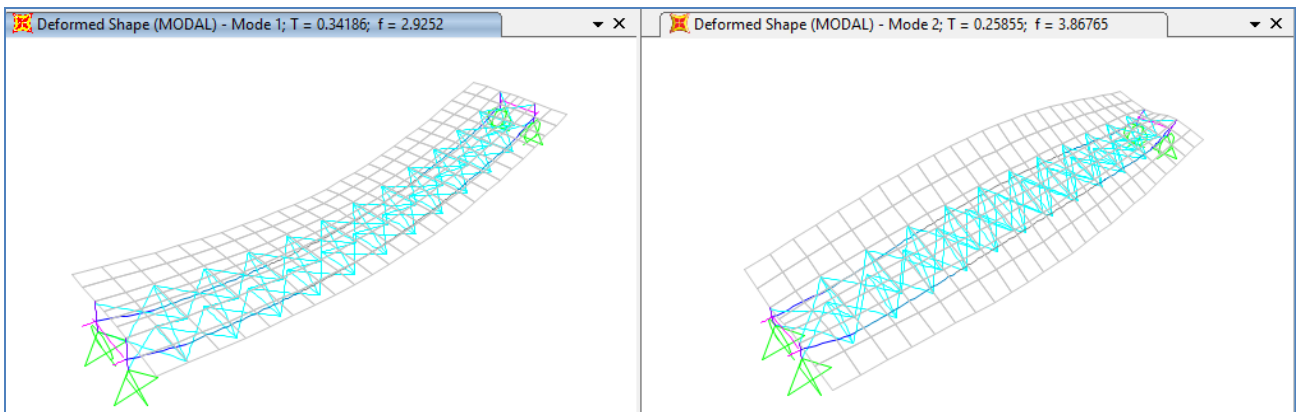 Deformed Shape (MODAL) - Mode 1; T = 0.34186; f = 2.9252
Deformed Shape (MODAL) - Mode 2; T = 0.25855; f = 3.86765